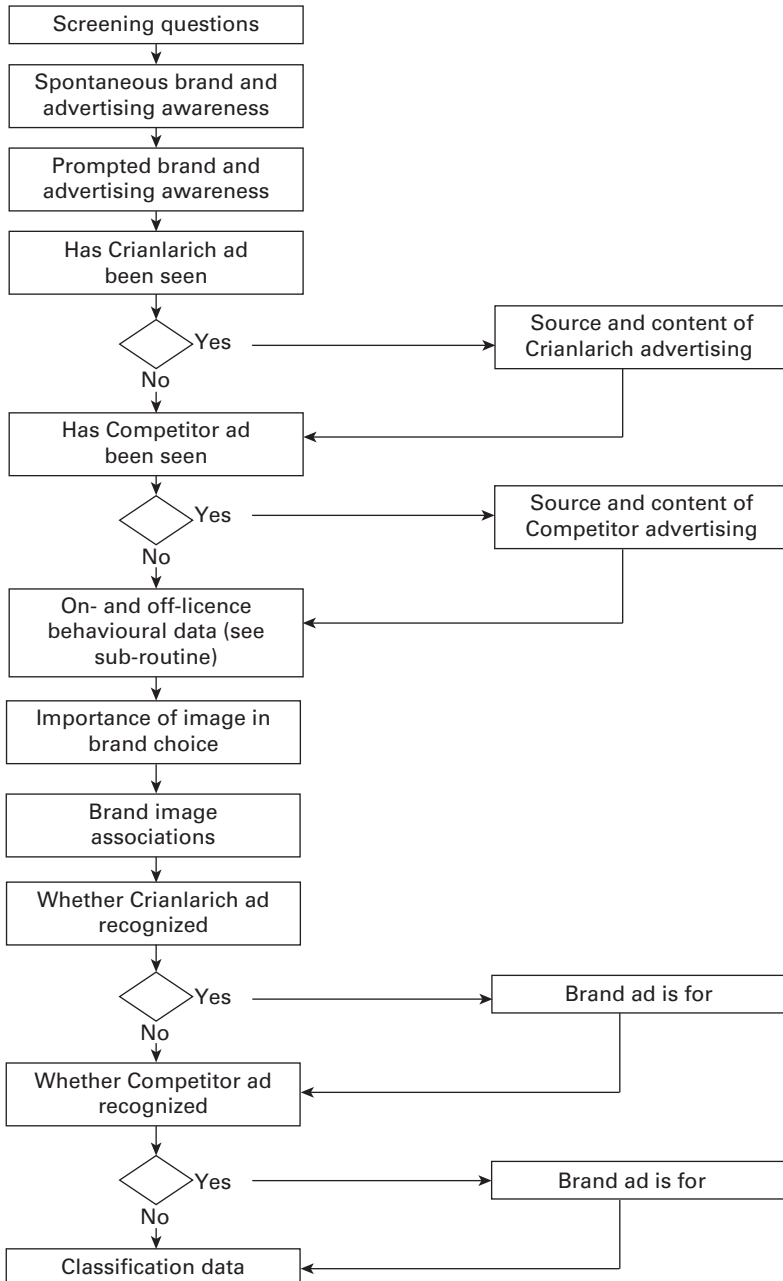 Screening questions
Spontaneous brand and
advertising awareness
Prompted brand and
advertising awareness
Has Crianlarich ad
been seen
Yes
Source and content of
Crianlarich advertising
No
Has Competitor ad
been seen
Yes
Source and content of
Competitor advertising
No
On- and off-licence
behavioural data (see
sub-routine)
Importance of image in
brand choice
Brand image
associations
Whether Crianlarich ad
recognized
Yes
Brand ad is for
No
Whether Competitor ad
recognized
Yes
Brand ad is for
No
Classification data